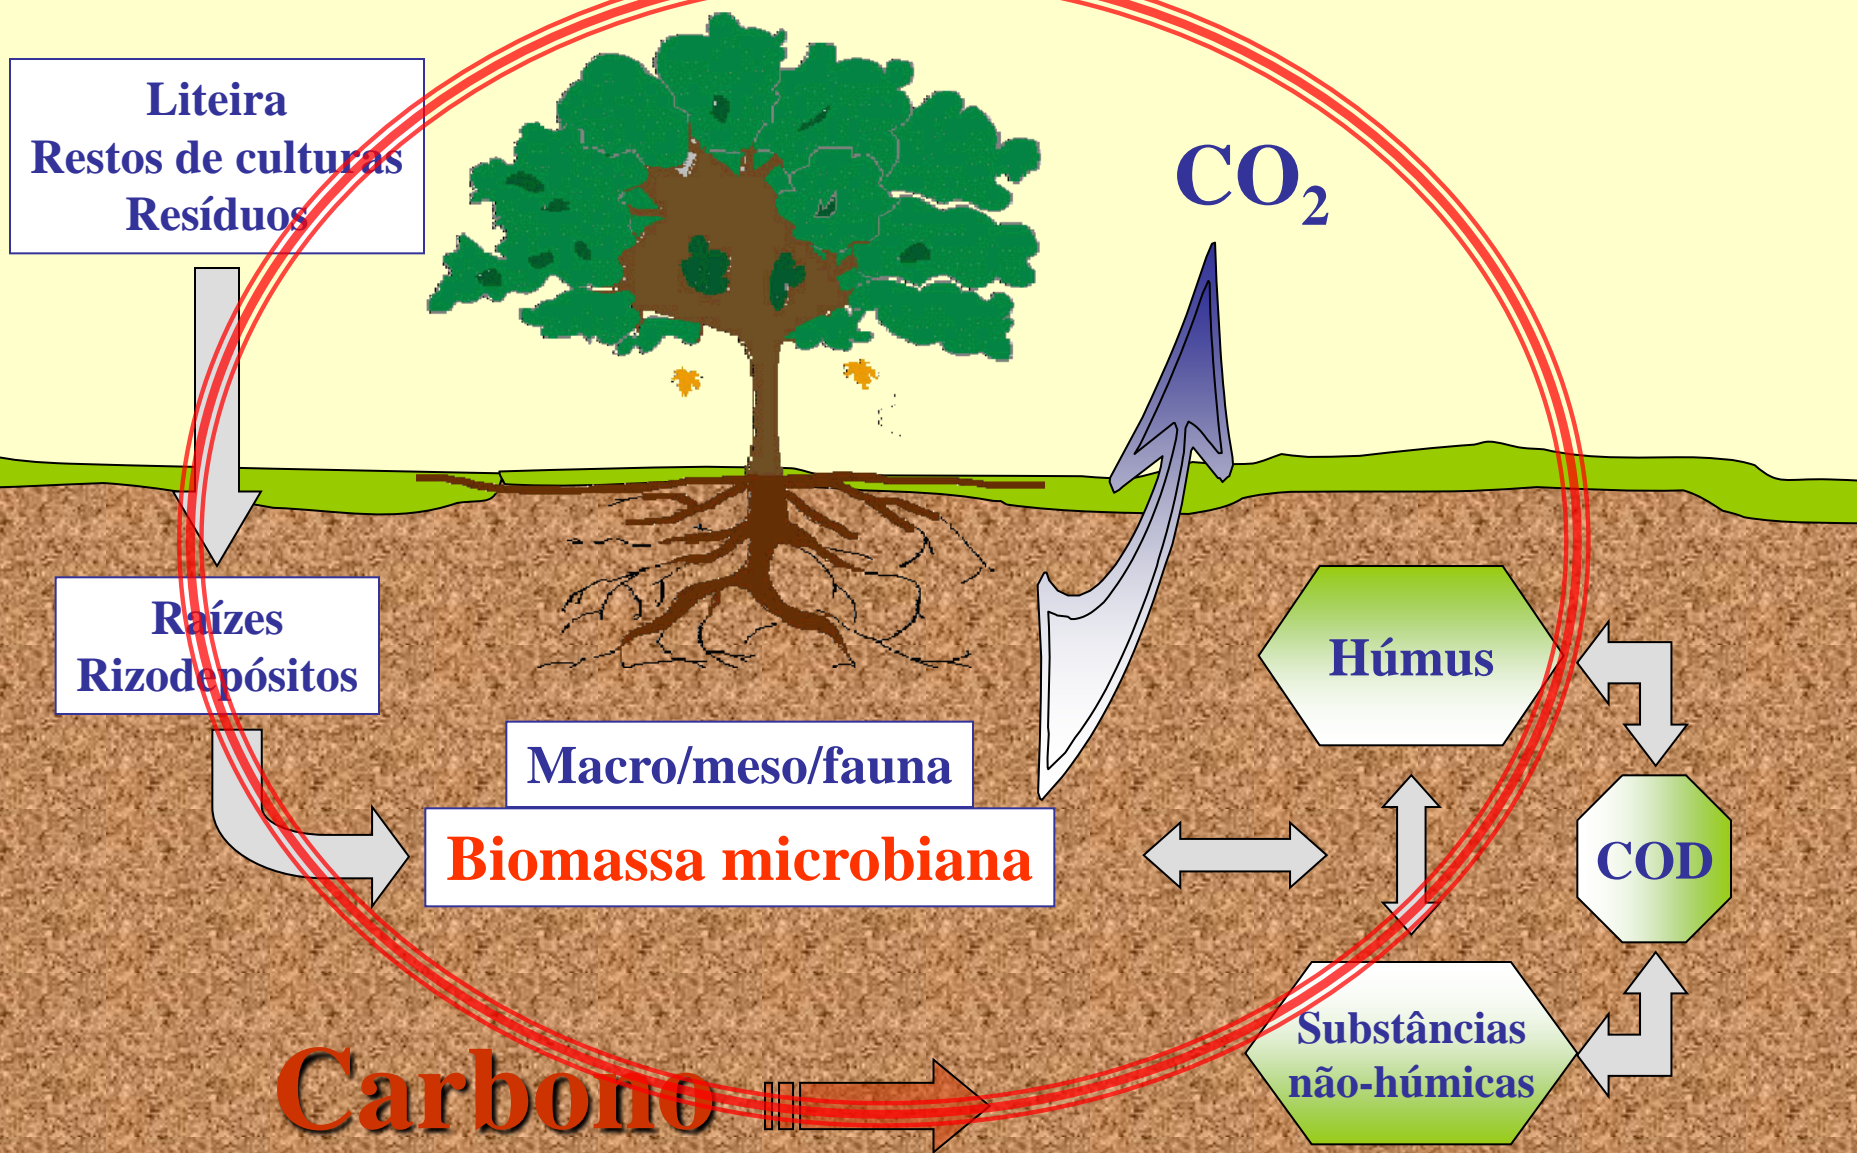 Liteira
Restos de culturas
Resíduos
CO₂
Raízes
Rizodepósitos
Húmus
Macro/meso/fauna
Biomassa microbiana
COD
Substâncias
não-húmicas
Carbono